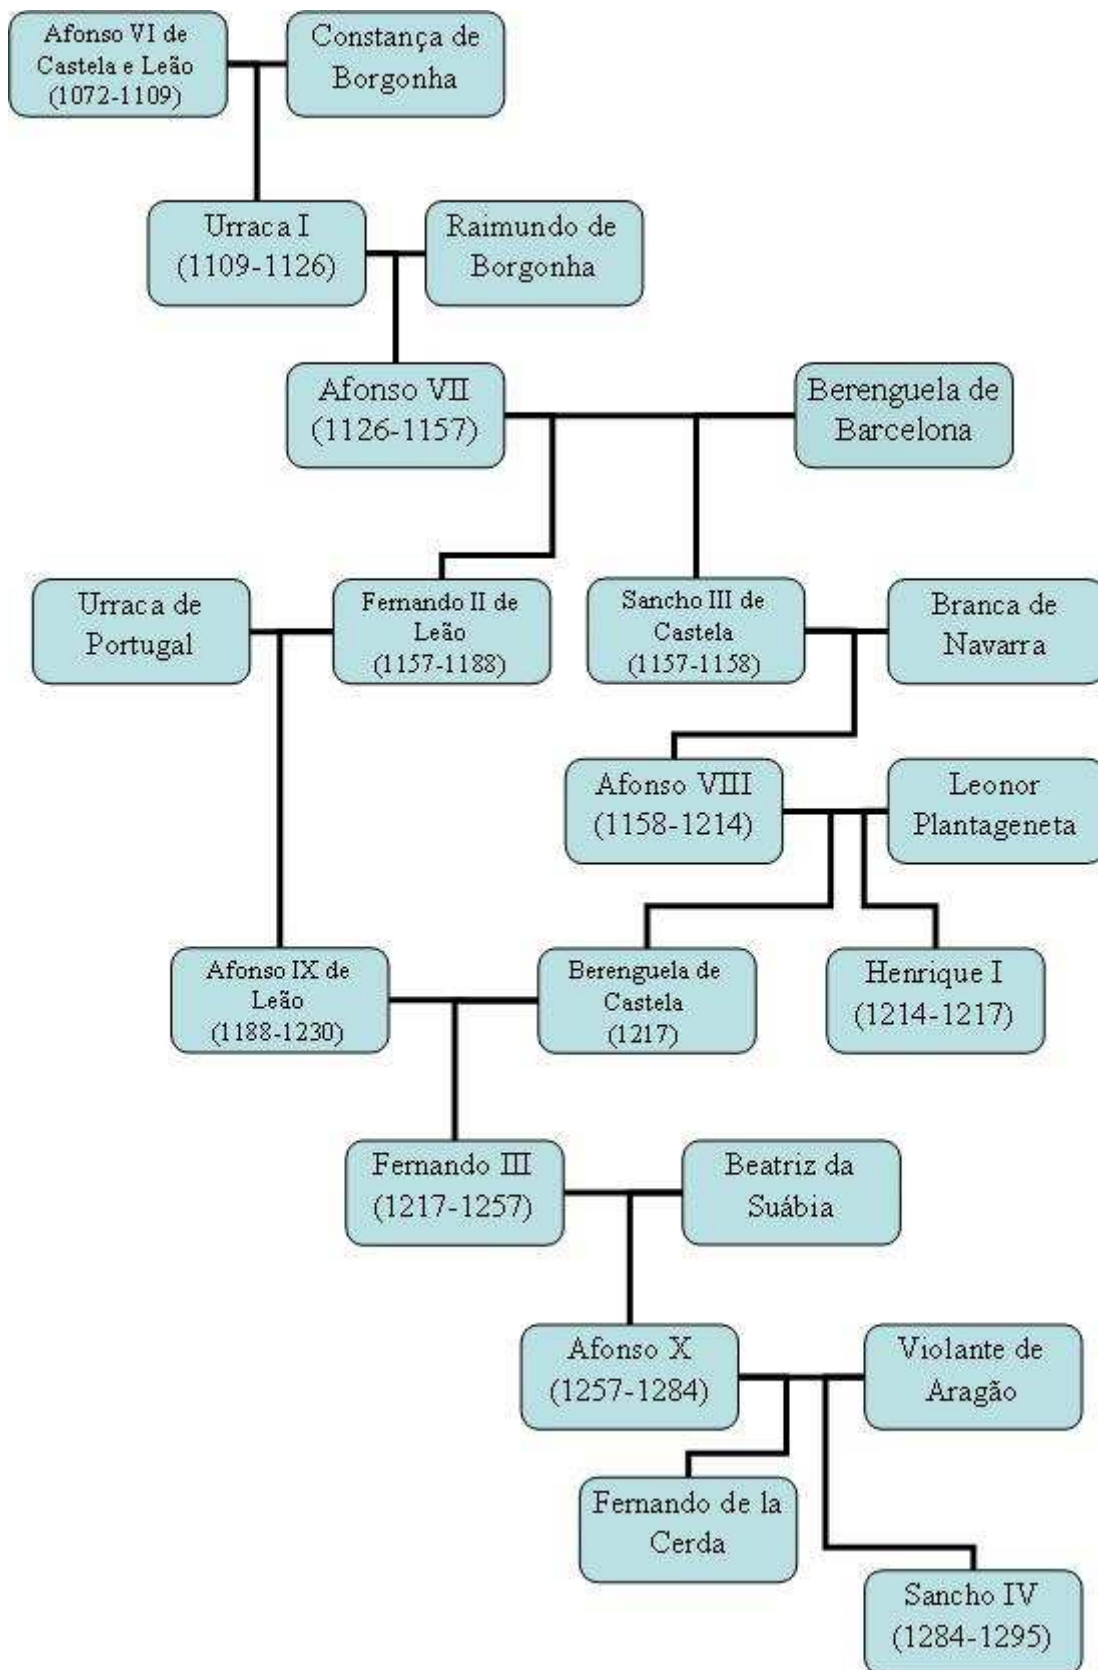 Afonso VI de
Castela e Leão
(1072-1109)
Constança de
Borgonha
Urraca I
(1109-1126)
Raimundo de
Borgonha
Afonso VII
(1126-1157)
Berenguela de
Barcelona
Urraca de
Portugal
Fernando II de
Leão
(1157-1188)
Sancho III de
Castela
(1157-1158)
Branca de
Navarra
Afonso VIII
(1158-1214)
Leonor
Plantageneta
Afonso IX de
Leão
(1188-1230)
Berenguela de
Castela
(1217)
Henrique I
(1214-1217)
Fernando III
(1217-1257)
Beatriz da
Suábia
Afonso X
(1257-1284)
Violante de
Aragão
Fernando de la
Cerda
Sancho IV
(1284-1295)